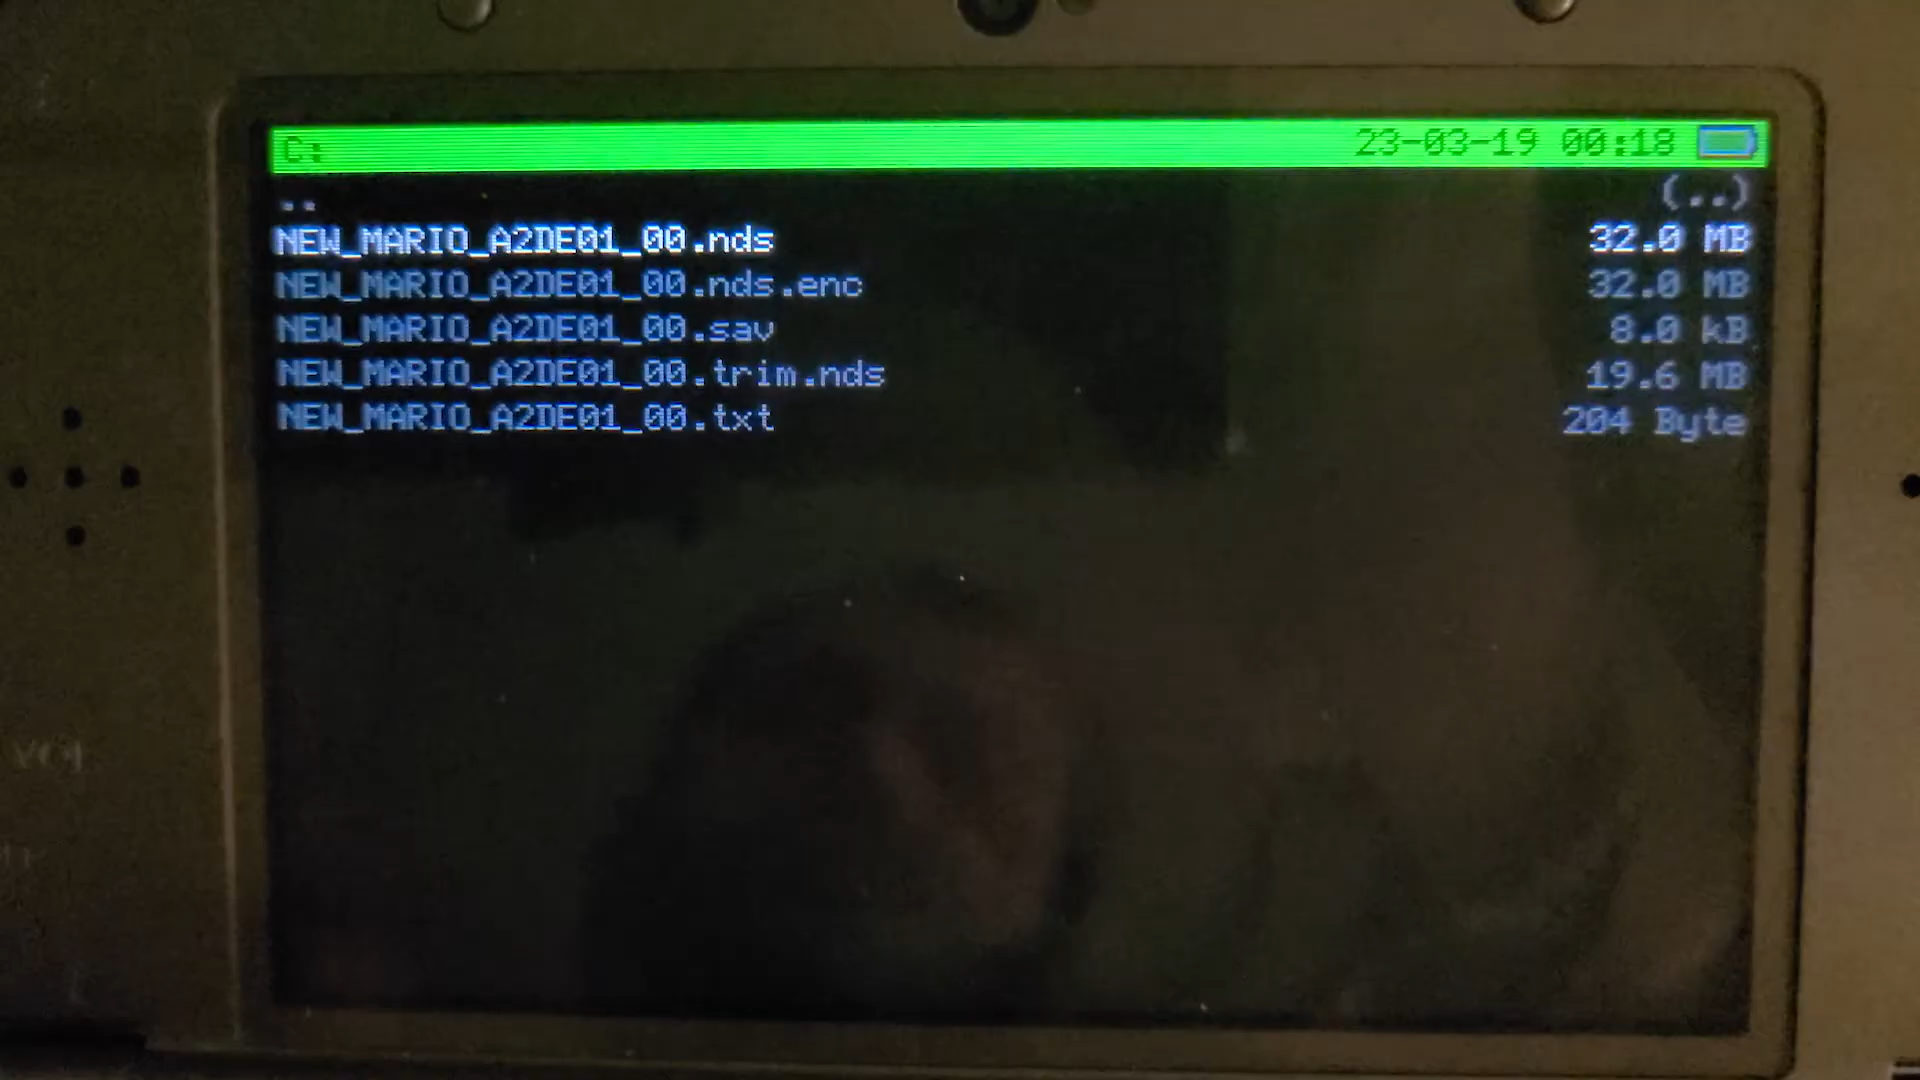 C: 23-03-19 00:18
.. (..)
NEW_MARIO_A2DE01_00.nds 32.0 MB
NEW_MARIO_A2DE01_00.nds.enc 32.0 MB
NEW_MARIO_A2DE01_00.sav 8.0 kB
NEW_MARIO_A2DE01_00.trim.nds 19.6 MB
NEW_MARIO_A2DE01_00.txt 204 Byte
VOL